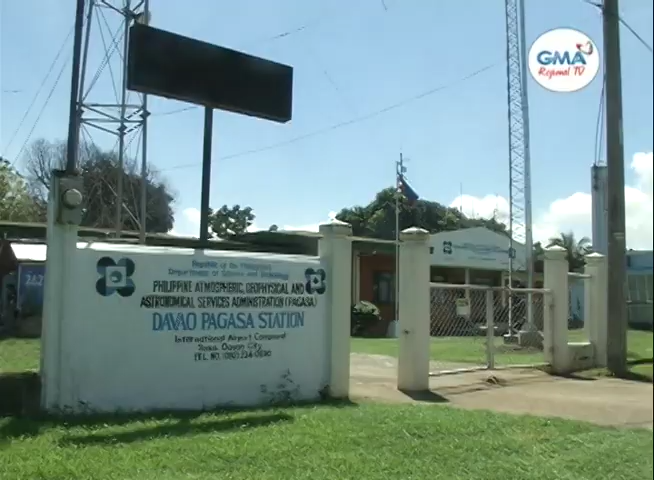 GMA
Regional TV
Republic of the Philippines
Department of Science and Technology
PHILIPPINE ATMOSPHERIC, GEOPHYSICAL AND
ASTRONOMICAL SERVICES ADMINISTRATION (PAGASA)
DAVAO PAGASA STATION
International Airport Compound
Sasa, Davao City